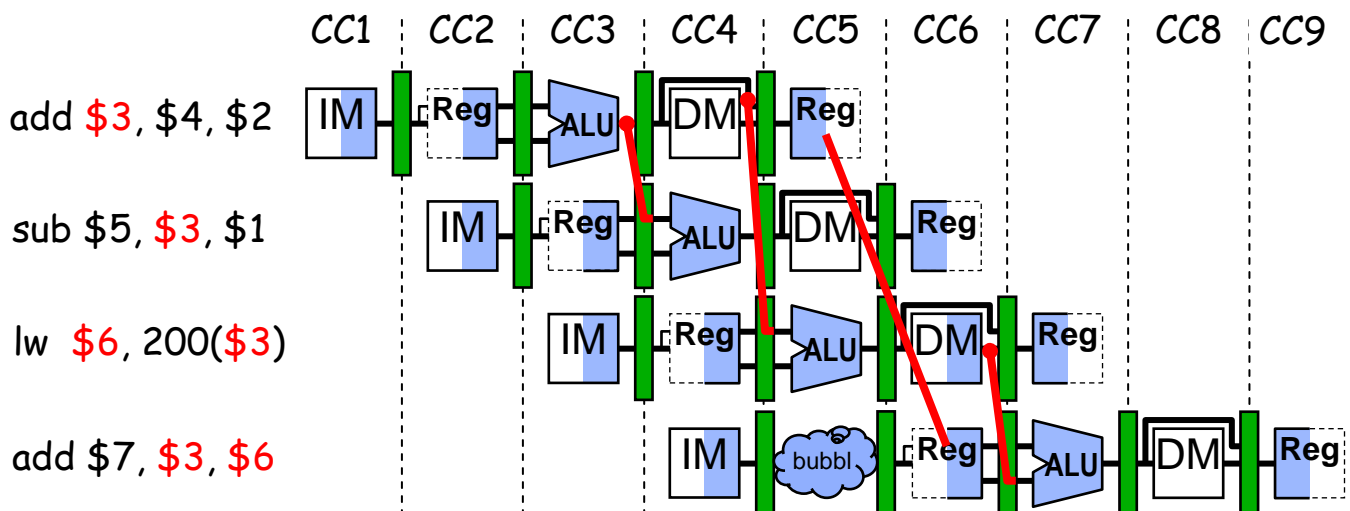 CC1 CC2 CC3 CC4 CC5 CC6 CC7 CC8 CC9
add $3, $4, $2 IM Reg ALU DM Reg
sub $5, $3, $1 IM Reg ALU DM Reg
lw $6, 200($3) IM Reg ALU DM Reg
add $7, $3, $6 IM bubbl e Reg ALU DM Reg